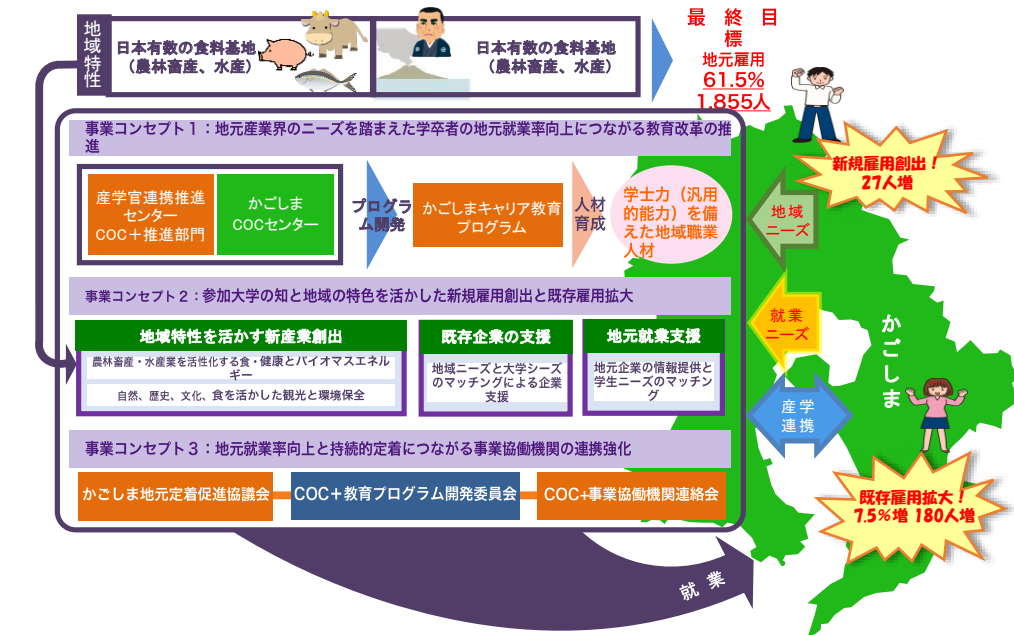 地域特性
日本有数の食料基地
（農林畜産、水産）
日本有数の食料基地
（農林畜産、水産）
最　終　目
標
地元雇用
61.5%
1,855人
事業コンセプト１：地元産業界のニーズを踏まえた学卒者の地元就業率向上につながる教育改革の推
進
産学官連携推進
センター
COC＋推進部門
かごしま
COCセンター
プログラ
ム開発
かごしまキャリア教育
プログラム
人材
育成
学士力（汎用
的能力）を備
えた地域職業
人材
新規雇用創出！
27人増
地域
ニーズ
事業コンセプト２：参加大学の知と地域の特色を活かした新規雇用創出と既存雇用拡大
地域特性を活かす新産業創出
農林畜産・水産業を活性化する食・健康とバイオマスエネル
ギー
自然、歴史、文化、食を活かした観光と環境保全
既存企業の支援
地域ニーズと大学シーズ
のマッチングによる企業
支援
地元就業支援
地元企業の情報提供と
学生ニーズのマッチン
グ
就業
ニーズ
かごしま
産学
連携
事業コンセプト３：地元就業率向上と持続的定着につながる事業協働機関の連携強化
かごしま地元定着促進協議会
COC＋教育プログラム開発委員会
COC+事業協働機関連絡会
既存雇用拡大！
7.5%増 180人増
就業